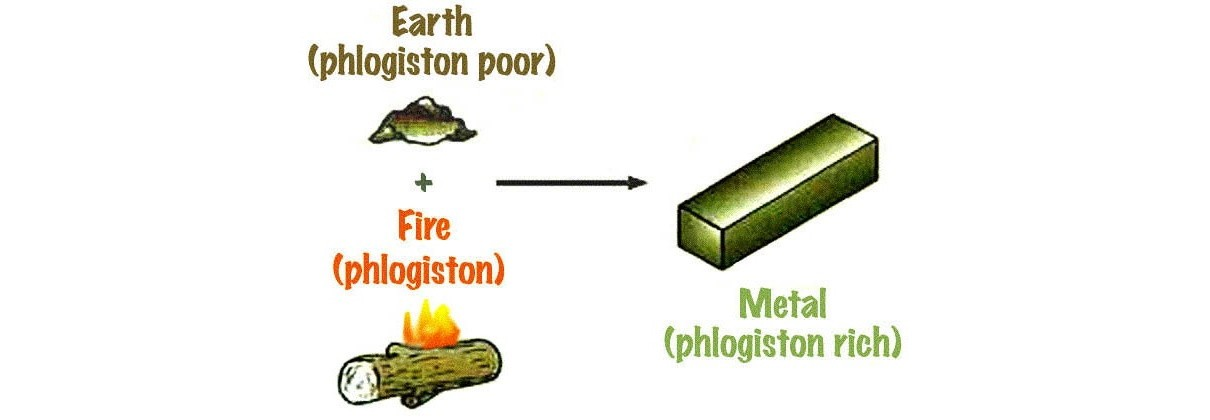 Earth
(phlogiston poor)
+
Fire
(phlogiston)
Metal
(phlogiston rich)